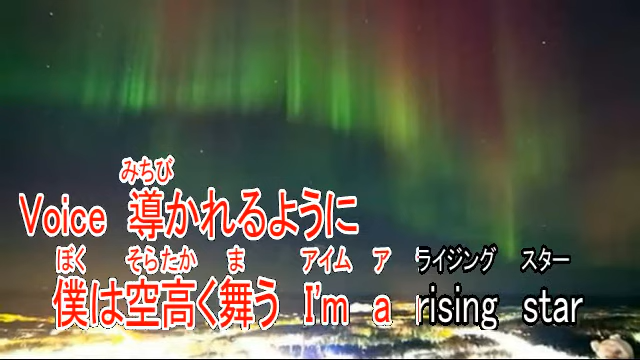 みちび
Voice 導かれるように
ぼく そらたか ま アイム ア ライジング スター
僕は空高く舞う I'm a rising star